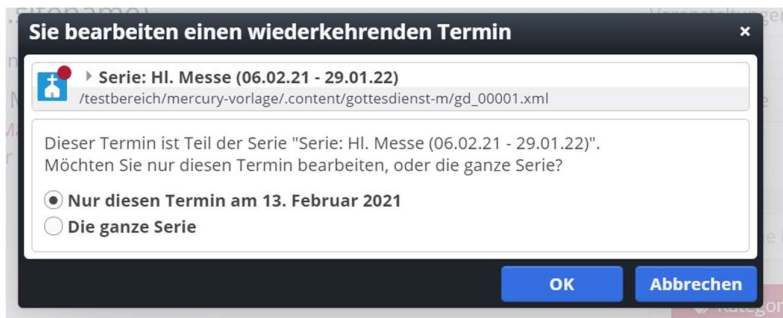 Sie bearbeiten einen wiederkehrenden Termin
Serie: Hl. Messe (06.02.21 - 29.01.22)
/testbereich/mercury-vorlage/.content/gottesdienst-m/gd_00001.xml
Dieser Termin ist Teil der Serie "Serie: Hl. Messe (06.02.21 - 29.01.22)".
Möchten Sie nur diesen Termin bearbeiten, oder die ganze Serie?
Nur diesen Termin am 13. Februar 2021
Die ganze Serie
OK Abbrechen